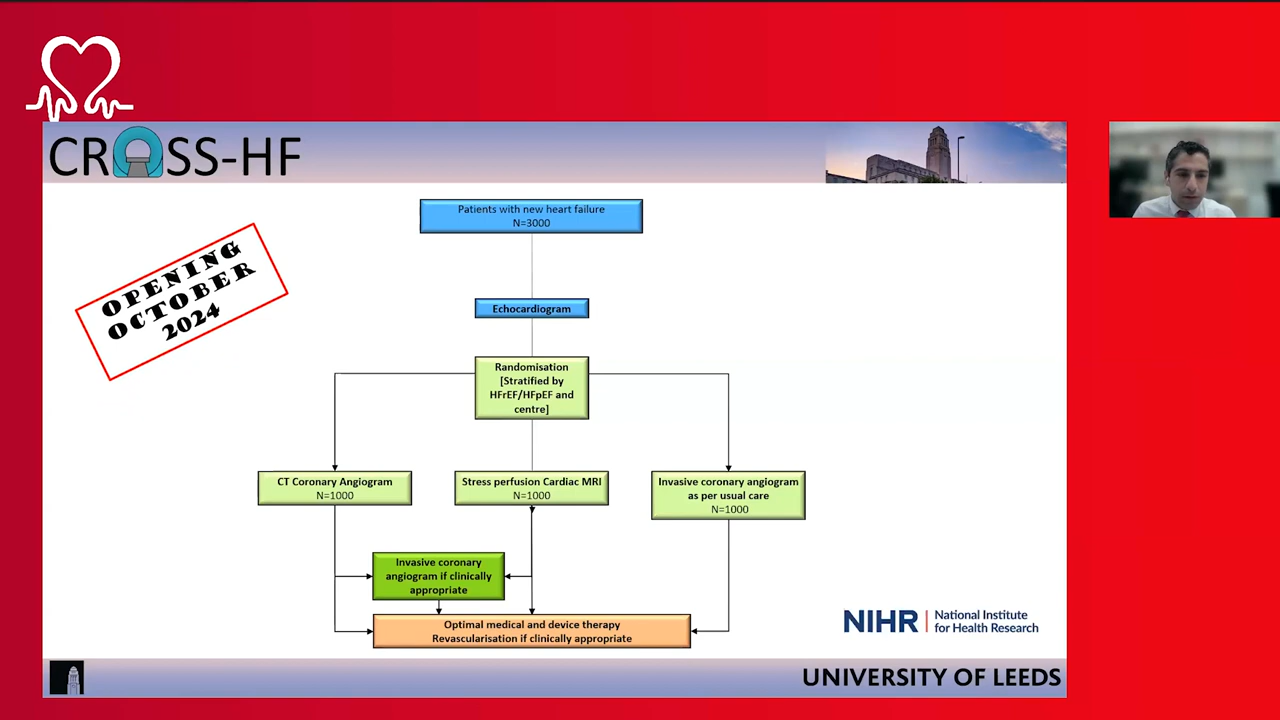 CROSS-HF
OPENING
OCTOBER
2024
Patients with new heart failure
N=3000
Echocardiogram
Randomisation
[Stratified by
HFrEF/HFpEF and
centre]
CT Coronary Angiogram
N=1000
Stress perfusion Cardiac MRI
N=1000
Invasive coronary angiogram
as per usual care
N=1000
Invasive coronary
angiogram if clinically
appropriate
Optimal medical and device therapy
Revascularisation if clinically appropriate
NIHR | National Institute
for Health Research
UNIVERSITY OF LEEDS